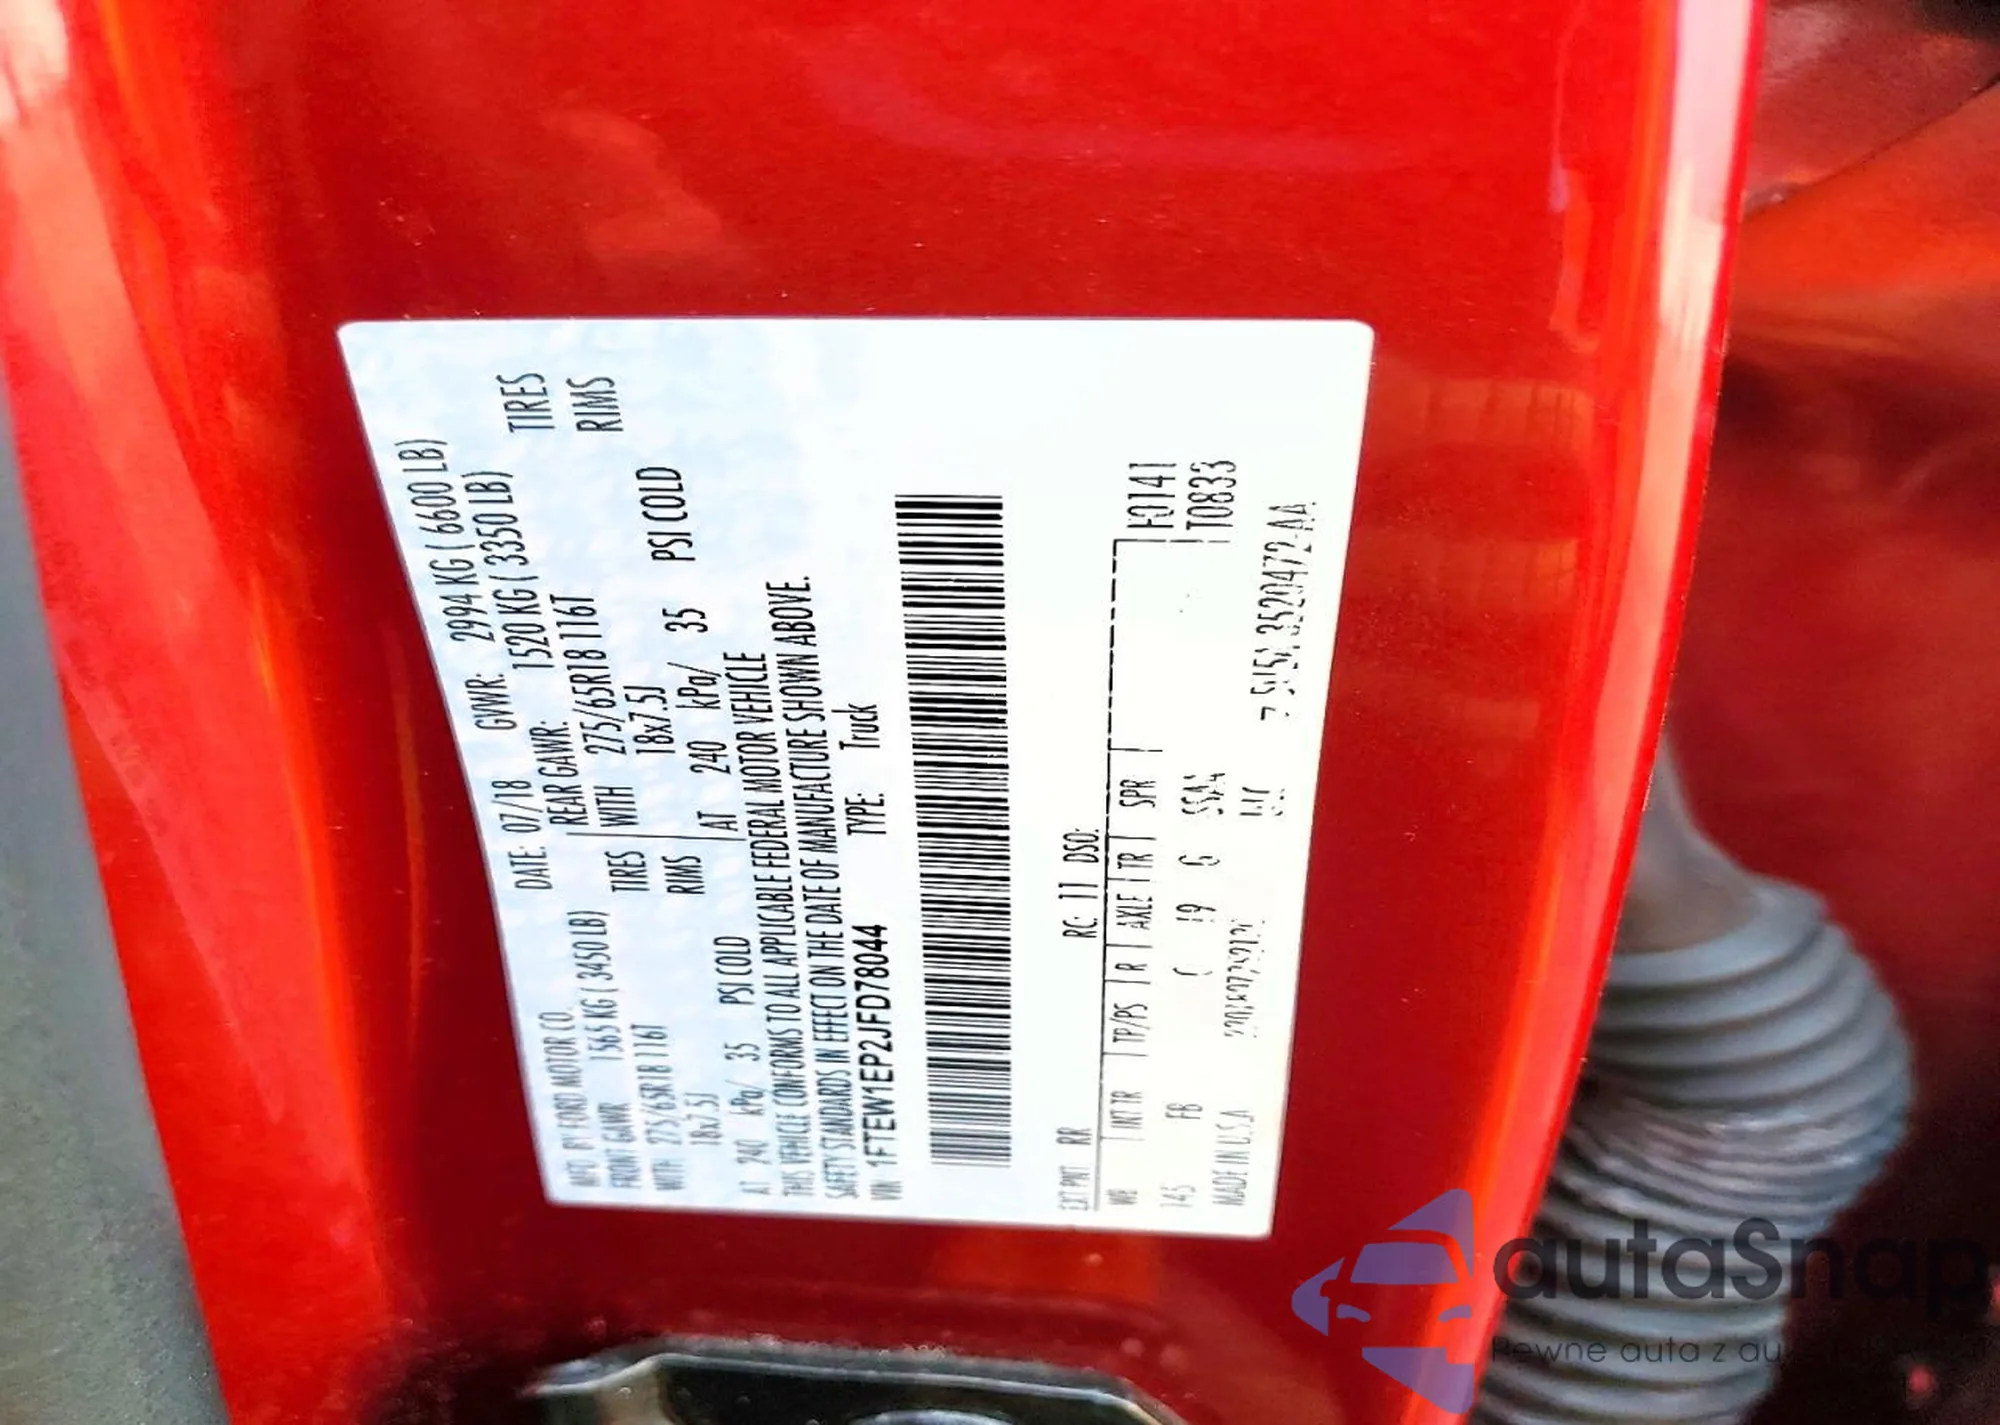 MFD. BY FORD MOTOR CO. DATE: 07/18 GVWR: 2994 KG ( 6600 LB)
FRONT GAWR 1565 KG ( 3450 LB) REAR GAWR: 1520 KG ( 3350 LB)
WITH 275/65R18 116T TIRES WITH 275/65R18 116T TIRES
18x7.5J RIMS 18x7.5J RIMS
AT 240 kPa/ 35 PSI COLD AT 240 kPa/ 35 PSI COLD
THIS VEHICLE CONFORMS TO ALL APPLICABLE FEDERAL MOTOR VEHICLE
SAFETY STANDARDS IN EFFECT ON THE DATE OF MANUFACTURE SHOWN ABOVE.
VIN: 1FTEW1EP2JFD78044 TYPE: Truck
EXT PNT RR RC: 11 DSO:
WB INT TR TP/PS R AXLE TR SPR F0141
145 FB 19 6 T0833
MADE IN U.S.A 3520472-AA
autaSnap
Pewne auta z